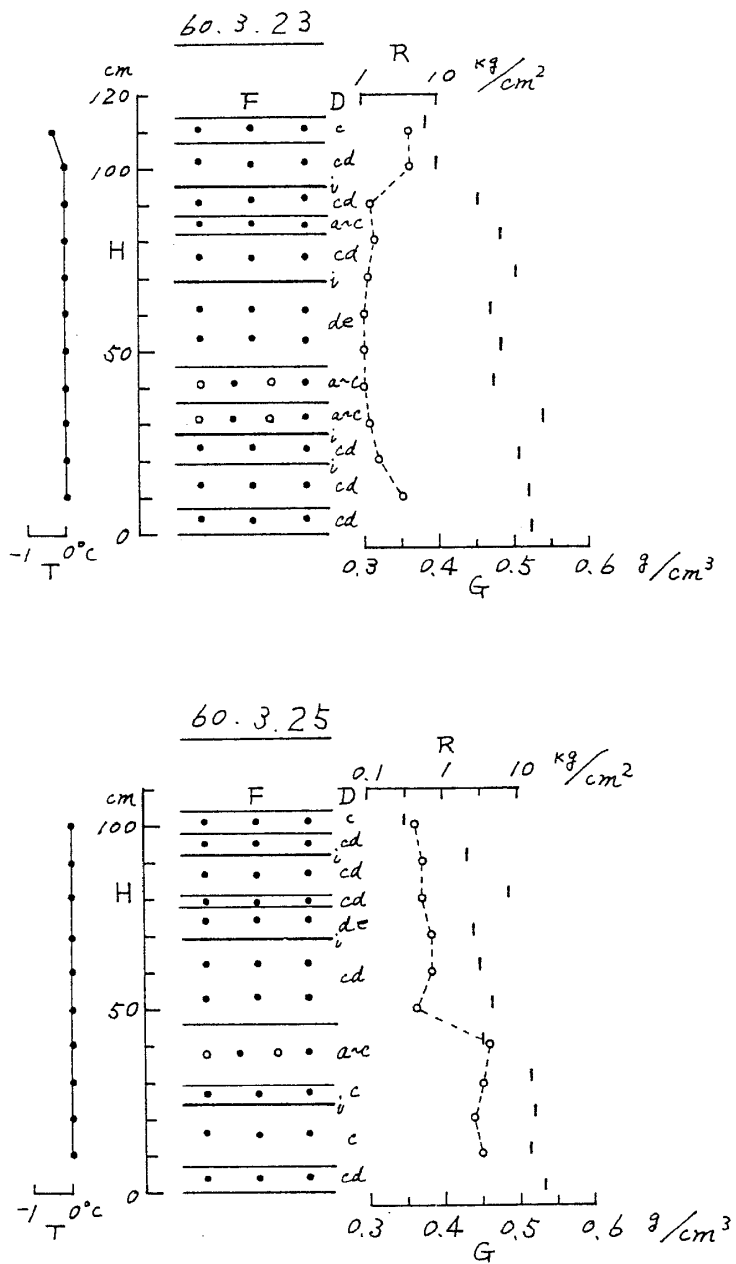 60.3.23
R
cm 1 10 kg/cm2
120 F D
c
100 cd
i
cd
a~c
H cd
i
de
50
a~c
a~c
i
cd
i
cd
0 cd
-1 0°C
T
0.3 0.4 0.5 0.6 g/cm3
G
60.3.25
R
0.1 1 10 kg/cm2
cm F D
100 c
cd
i
cd
H cd
de
i
cd
50
a~c
c
i
c
cd
0
-1 0°C
T
0.3 0.4 0.5 0.6 g/cm3
G